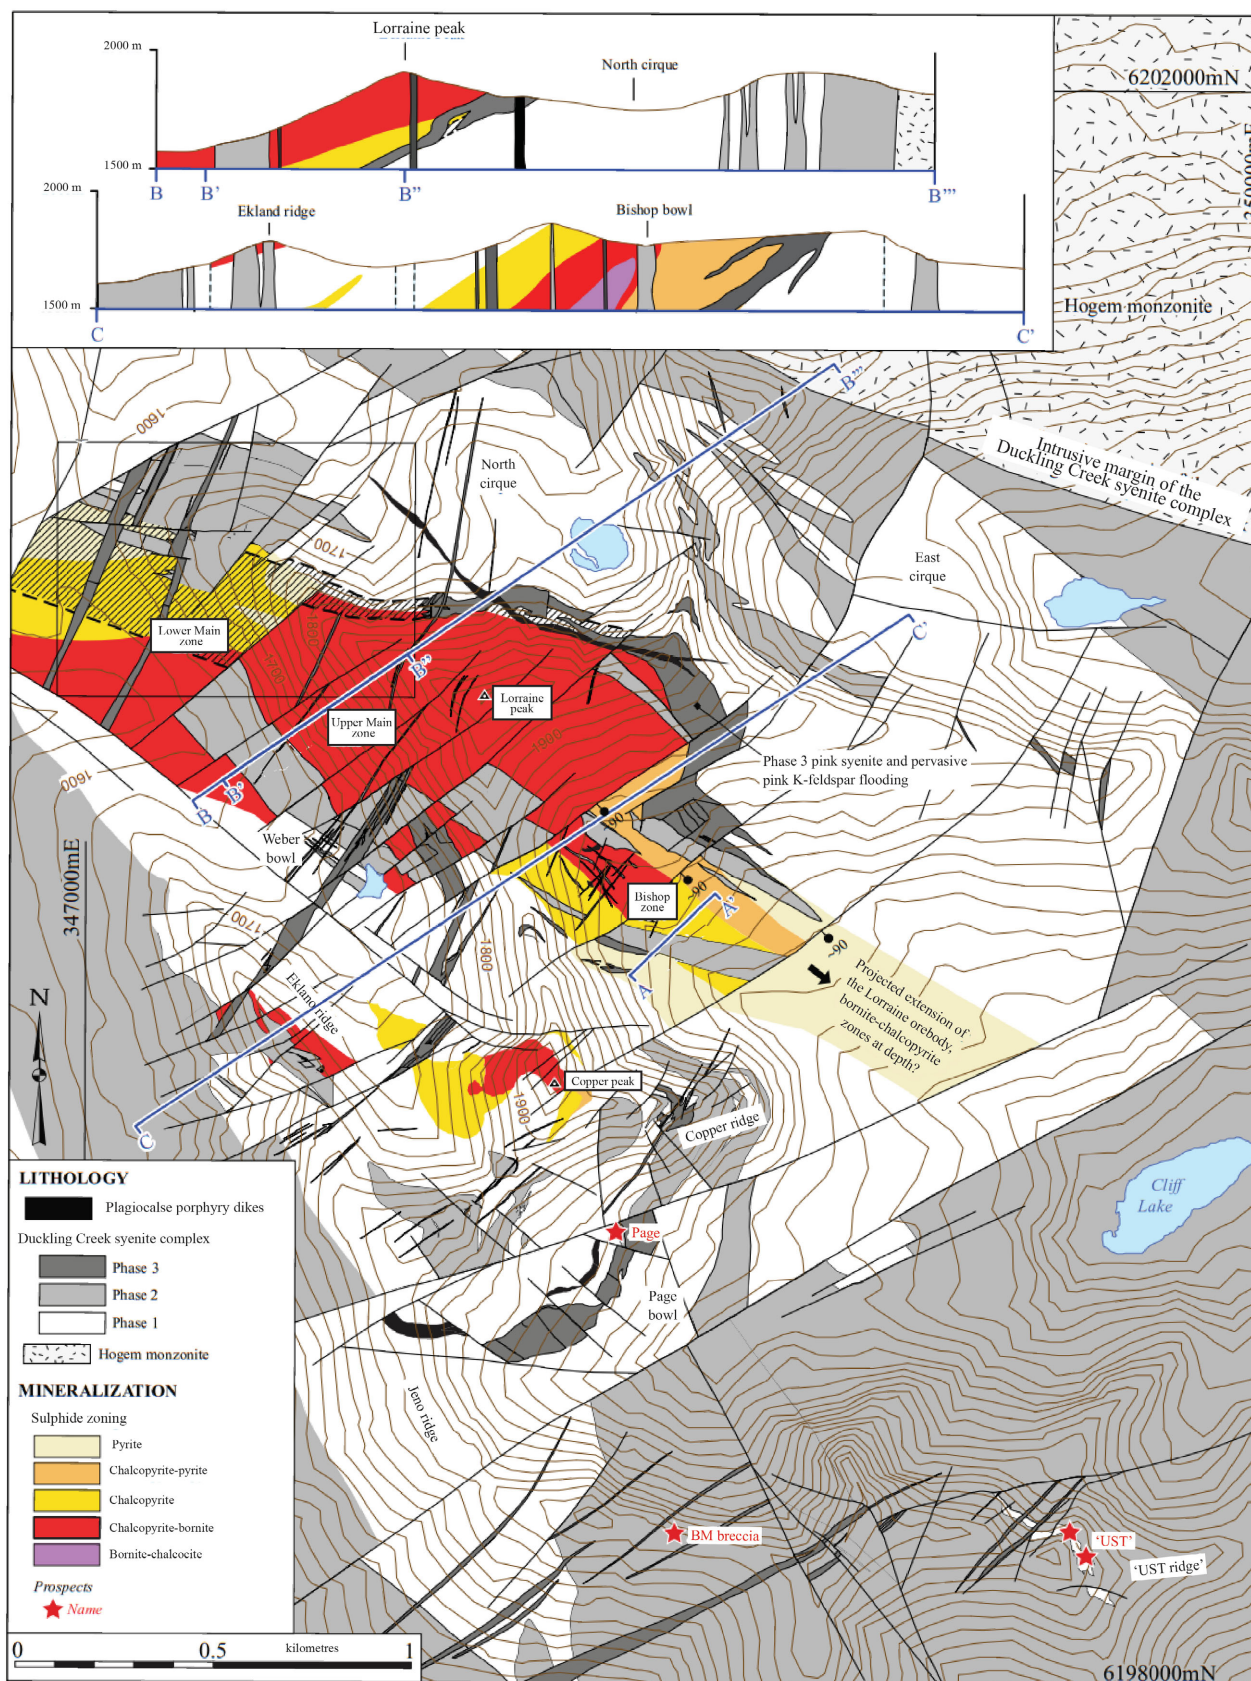 Lorraine peak
2000 m
North cirque
1500 m
B
B'
B''
B'''
2000 m
Ekland ridge
Bishop bowl
1500 m
C
C'
6202000mN
Hogem monzonite
B'''
1600
Intrusive margin of the
Duckling Creek syenite complex
North
cirque
1700
East
cirque
C'
Lower Main
zone
1800
1700
B''
Lorraine
peak
Upper Main
zone
1900
Phase 3 pink syenite and pervasive
pink K-feldspar flooding
1600
B'
B
~90
Weber
bowl
~90
Bishop
zone
A'
347000mE
1700
1800
~90
A
Projected extension of
the Lorraine orebody,
bornite-chalcopyrite
zones at depth?
N
Ekland ridge
Copper peak
1900
Copper ridge
C
Cliff
Lake
Page
Page
bowl
Jeno ridge
BM breccia
'UST'
'UST ridge'
LITHOLOGY
Plagiocalse porphyry dikes
Duckling Creek syenite complex
Phase 3
Phase 2
Phase 1
Hogem monzonite
MINERALIZATION
Sulphide zoning
Pyrite
Chalcopyrite-pyrite
Chalcopyrite
Chalcopyrite-bornite
Bornite-chalcocite
Prospects
Name
0 0.5 kilometres 1
6198000mN